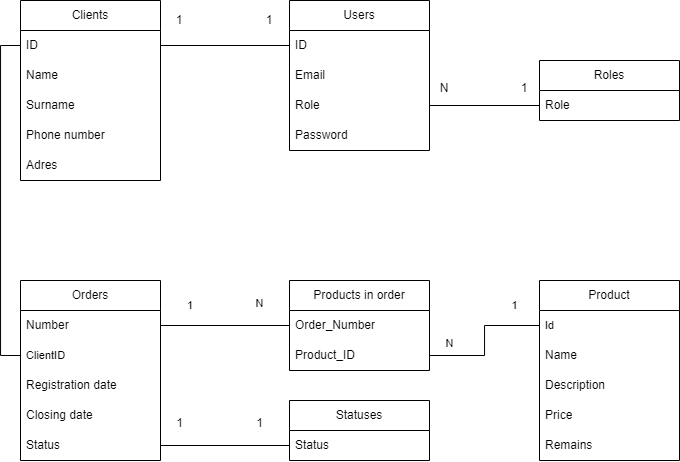 Clients
ID
Name
Surname
Phone number
Adres
1
1
Users
ID
Email
Role
Password
N
1
Roles
Role
Orders
Number
ClientID
Registration date
Closing date
Status
1
N
Products in order
Order_Number
Product_ID
N
1
Product
Id
Name
Description
Price
Remains
1
1
Statuses
Status